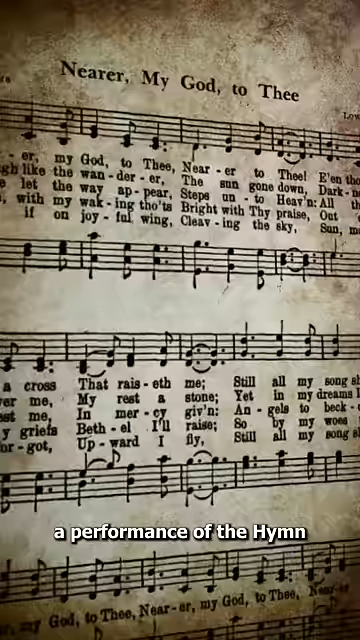 Nearer, My God, to Thee
er, my God, to Thee, Near - er to Thee! E'en tho
like the wan - der - er, The sun gone down, Dark - n
let the way ap - pear, Steps un - to Heav'n: All th
with my wak - ing tho'ts Bright with Thy praise, Out
if on joy - ful wing, Cleav - ing the sky, Sun, mo
a cross That rais - eth me; Still all my song sh
me, My rest a stone; Yet in my dreams I
me, In mer - cy giv'n: An - gels to beck -
griefs Beth - el I'll raise; So by my woes
got, Up - ward I fly, Still all my song sh
a performance of the Hymn
my God, to Thee, Near - er, my God, to Thee, Near - er